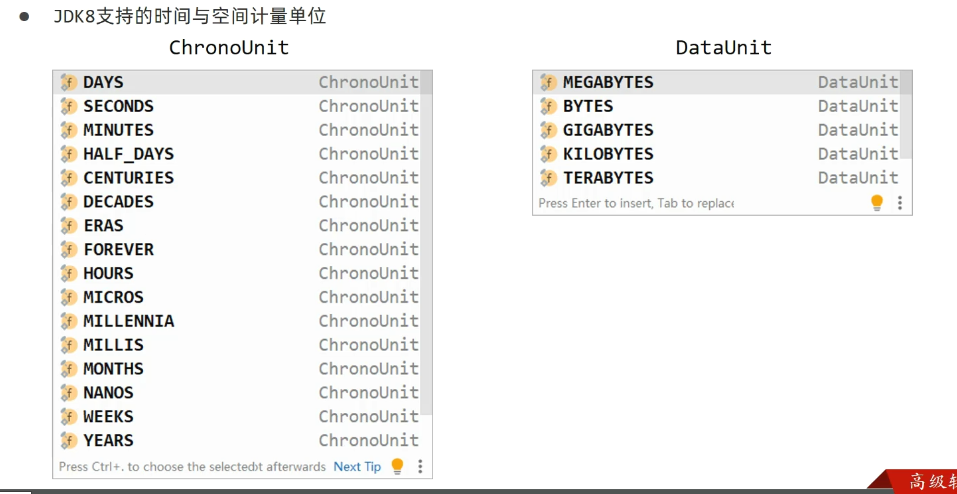 JDK8支持的时间与空间计量单位
ChronoUnit
DAYS ChronoUnit
SECONDS ChronoUnit
MINUTES ChronoUnit
HALF_DAYS ChronoUnit
CENTURIES ChronoUnit
DECADES ChronoUnit
ERAS ChronoUnit
FOREVER ChronoUnit
HOURS ChronoUnit
MICROS ChronoUnit
MILLENNIA ChronoUnit
MILLIS ChronoUnit
MONTHS ChronoUnit
NANOS ChronoUnit
WEEKS ChronoUnit
YEARS ChronoUnit
Press Ctrl+. to choose the selected afterwards Next Tip
DataUnit
MEGABYTES DataUnit
BYTES DataUnit
GIGABYTES DataUnit
KILOBYTES DataUnit
TERABYTES DataUnit
Press Enter to insert, Tab to replace
高级